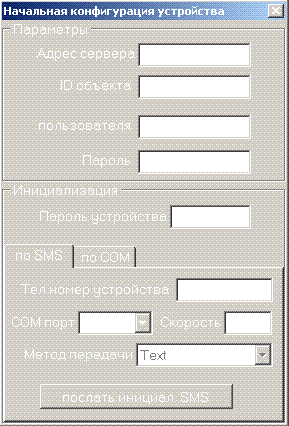 Начальная конфигурация устройства
Параметры
Адрес сервера
ID объекта
пользователя
Пароль
Инициализация
Пароль устройства
по SMS по COM
Тел номер устройства
COM порт Скорость
Метод передачи Text
послать инициал. SMS